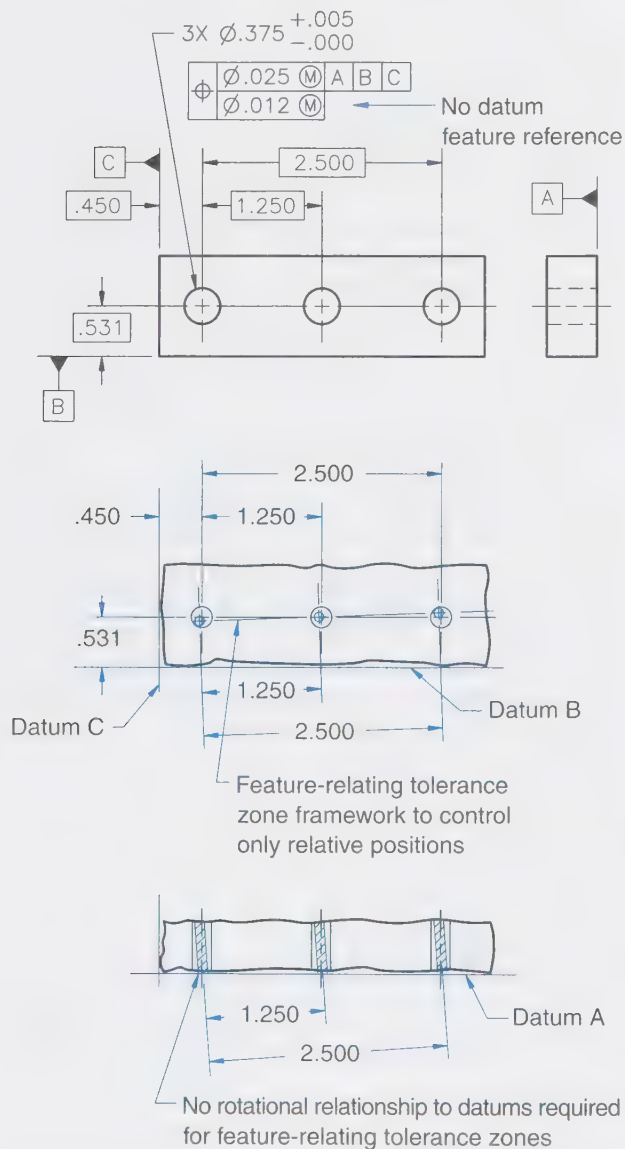 3X Ø.375 +.005
-.000
⌖ Ø.025 Ⓜ A B C
Ø.012 Ⓜ
No datum
feature reference
C
2.500
.450
1.250
A
.531
B
2.500
.450
1.250
.531
1.250
Datum B
Datum C
2.500
Feature-relating tolerance
zone framework to control
only relative positions
1.250
Datum A
2.500
No rotational relationship to datums required
for feature-relating tolerance zones